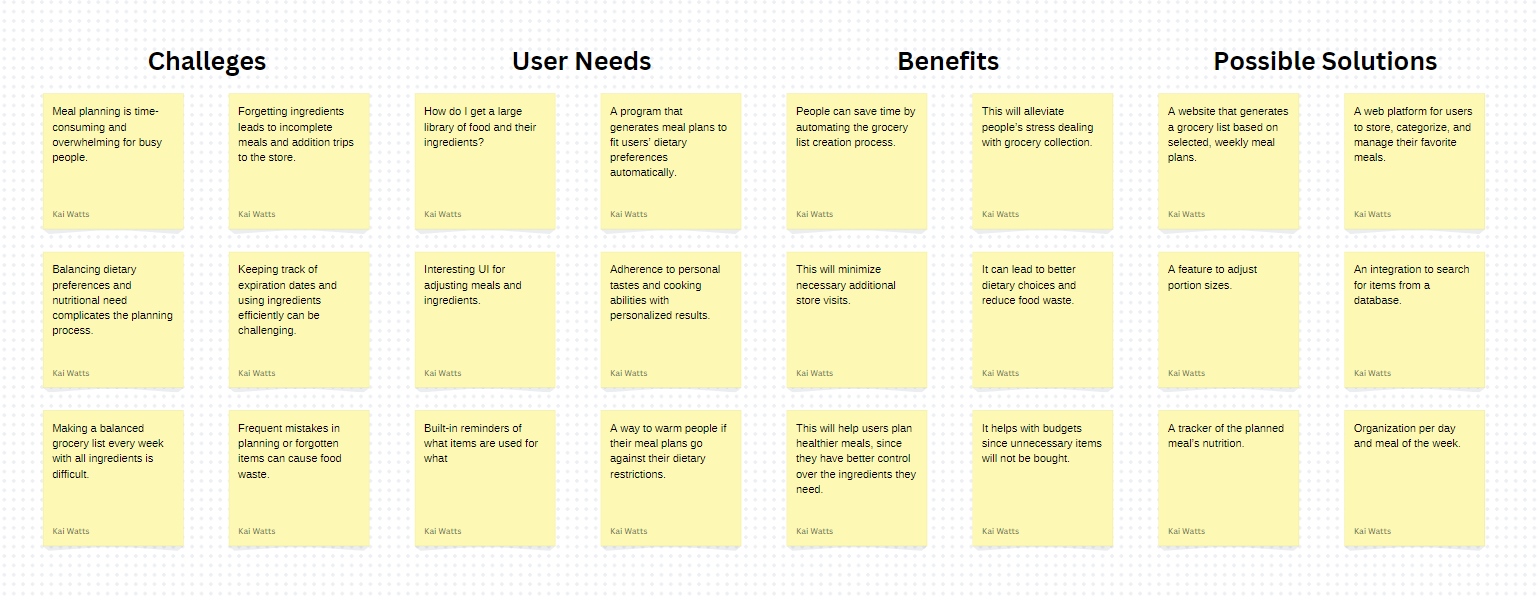 Challeges
User Needs
Benefits
Possible Solutions
Meal planning is time-
consuming and
overwhelming for busy
people.
Kai Watts
Forgetting ingredients
leads to incomplete
meals and addition trips
to the store.
Kai Watts
How do I get a large
library of food and their
ingredients?
Kai Watts
A program that
generates meal plans to
fit users' dietary
preferences
automatically.
Kai Watts
People can save time by
automating the grocery
list creation process.
Kai Watts
This will alleviate
people's stress dealing
with grocery collection.
Kai Watts
A website that generates
a grocery list based on
selected, weekly meal
plans.
Kai Watts
A web platform for users
to store, categorize, and
manage their favorite
meals.
Kai Watts
Balancing dietary
preferences and
nutritional need
complicates the planning
process.
Kai Watts
Keeping track of
expiration dates and
using ingredients
efficiently can be
challenging.
Kai Watts
Interesting UI for
adjusting meals and
ingredients.
Kai Watts
Adherence to personal
tastes and cooking
abilities with
personalized results.
Kai Watts
This will minimize
necessary additional
store visits.
Kai Watts
It can lead to better
dietary choices and
reduce food waste.
Kai Watts
A feature to adjust
portion sizes.
Kai Watts
An integration to search
for items from a
database.
Kai Watts
Making a balanced
grocery list every week
with all ingredients is
difficult.
Kai Watts
Frequent mistakes in
planning or forgotten
items can cause food
waste.
Kai Watts
Built-in reminders of
what items are used for
what
Kai Watts
A way to warm people if
their meal plans go
against their dietary
restrictions.
Kai Watts
This will help users plan
healthier meals, since
they have better control
over the ingredients they
need.
Kai Watts
It helps with budgets
since unnecessary items
will not be bought.
Kai Watts
A tracker of the planned
meal's nutrition.
Kai Watts
Organization per day
and meal of the week.
Kai Watts